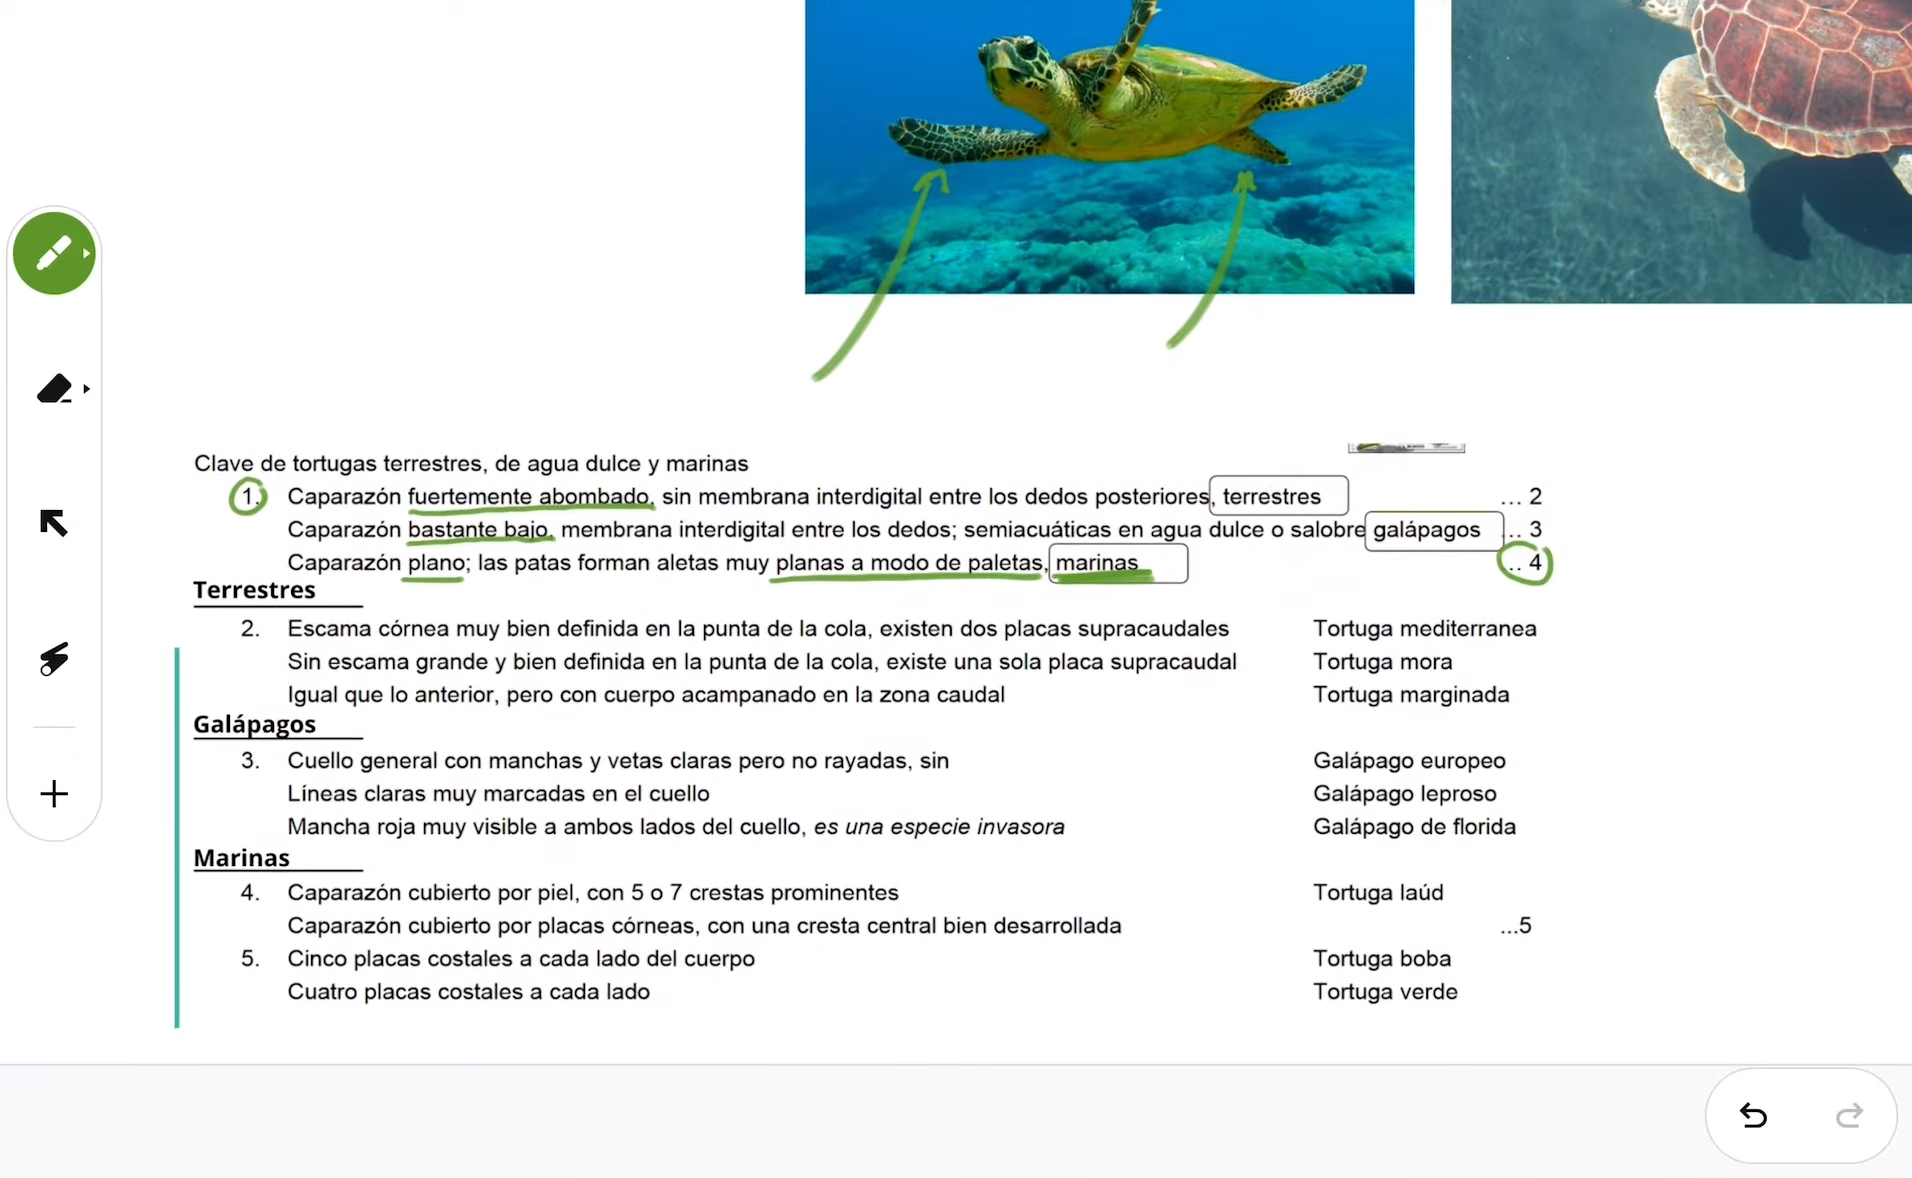 Clave de tortugas terrestres, de agua dulce y marinas
1. Caparazón fuertemente abombado, sin membrana interdigital entre los dedos posteriores, terrestres ... 2
Caparazón bastante bajo, membrana interdigital entre los dedos; semiacuáticas en agua dulce o salobre galápagos ... 3
Caparazón plano; las patas forman aletas muy planas a modo de paletas, marinas .. 4
Terrestres
2. Escama córnea muy bien definida en la punta de la cola, existen dos placas supracaudales Tortuga mediterranea
Sin escama grande y bien definida en la punta de la cola, existe una sola placa supracaudal Tortuga mora
Igual que lo anterior, pero con cuerpo acampanado en la zona caudal Tortuga marginada
Galápagos
3. Cuello general con manchas y vetas claras pero no rayadas, sin Galápago europeo
Líneas claras muy marcadas en el cuello Galápago leproso
Mancha roja muy visible a ambos lados del cuello, es una especie invasora Galápago de florida
Marinas
4. Caparazón cubierto por piel, con 5 o 7 crestas prominentes Tortuga laúd
Caparazón cubierto por placas córneas, con una cresta central bien desarrollada ...5
5. Cinco placas costales a cada lado del cuerpo Tortuga boba
Cuatro placas costales a cada lado Tortuga verde